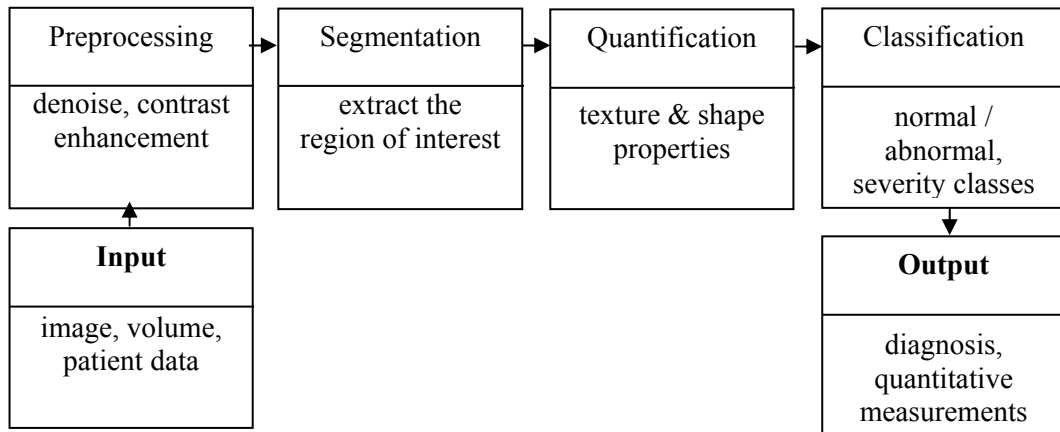 Preprocessing
denoise, contrast
enhancement
Segmentation
extract the
region of interest
Quantification
texture & shape
properties
Classification
normal /
abnormal,
severity classes
Input
image, volume,
patient data
Output
diagnosis,
quantitative
measurements